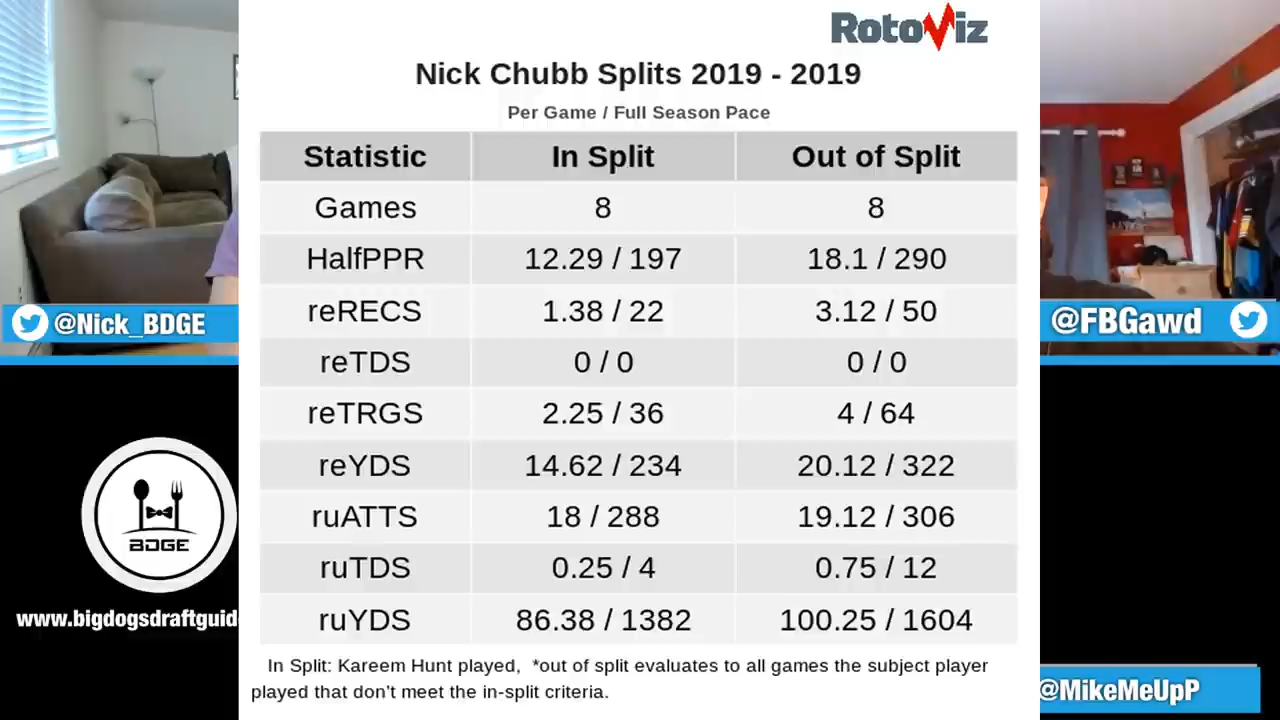 RotoViz
Nick Chubb Splits 2019 - 2019
Per Game / Full Season Pace
Statistic In Split Out of Split
Games 8 8
HalfPPR 12.29 / 197 18.1 / 290
reRECS 1.38 / 22 3.12 / 50
reTDS 0 / 0 0 / 0
reTRGS 2.25 / 36 4 / 64
reYDS 14.62 / 234 20.12 / 322
ruATTS 18 / 288 19.12 / 306
ruTDS 0.25 / 4 0.75 / 12
ruYDS 86.38 / 1382 100.25 / 1604
In Split: Kareem Hunt played, *out of split evaluates to all games the subject player
played that don't meet the in-split criteria.
@Nick_BDGE
@FBGawd
BDGE
www.bigdogsdraftguid
@MikeMeUpP